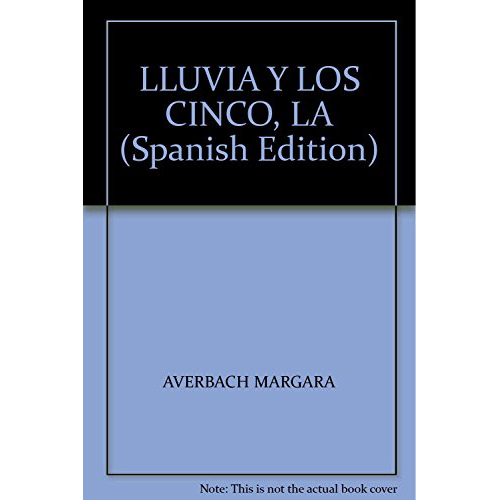 LLUVIA Y LOS
CINCO, LA
(Spanish Edition)
AVERBACH MARGARA
Note: This is not the actual book cover